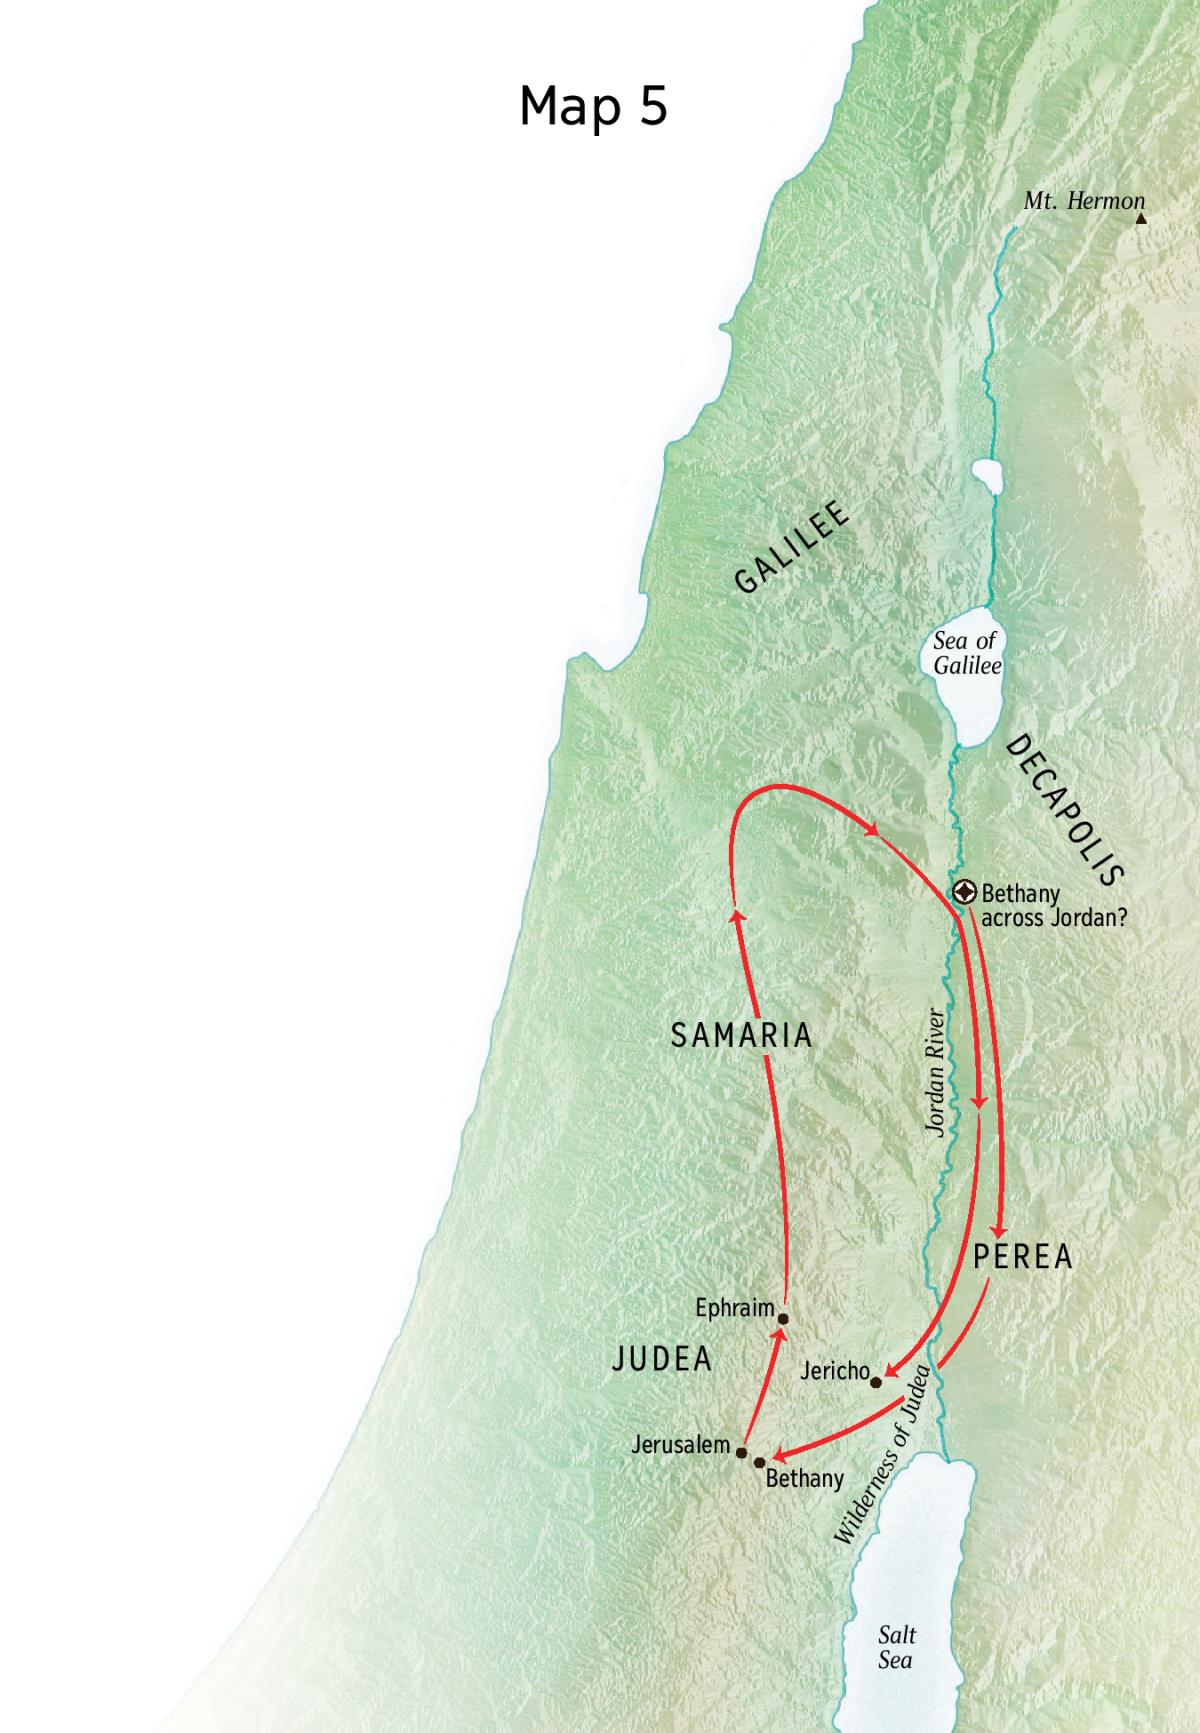 Map 5
Mt. Hermon
GALILEE
Sea of
Galilee
DECAPOLIS
Bethany
across Jordan?
Jordan River
SAMARIA
PEREA
Ephraim
JUDEA
Jericho
Wilderness of Judea
Jerusalem
Bethany
Salt
Sea